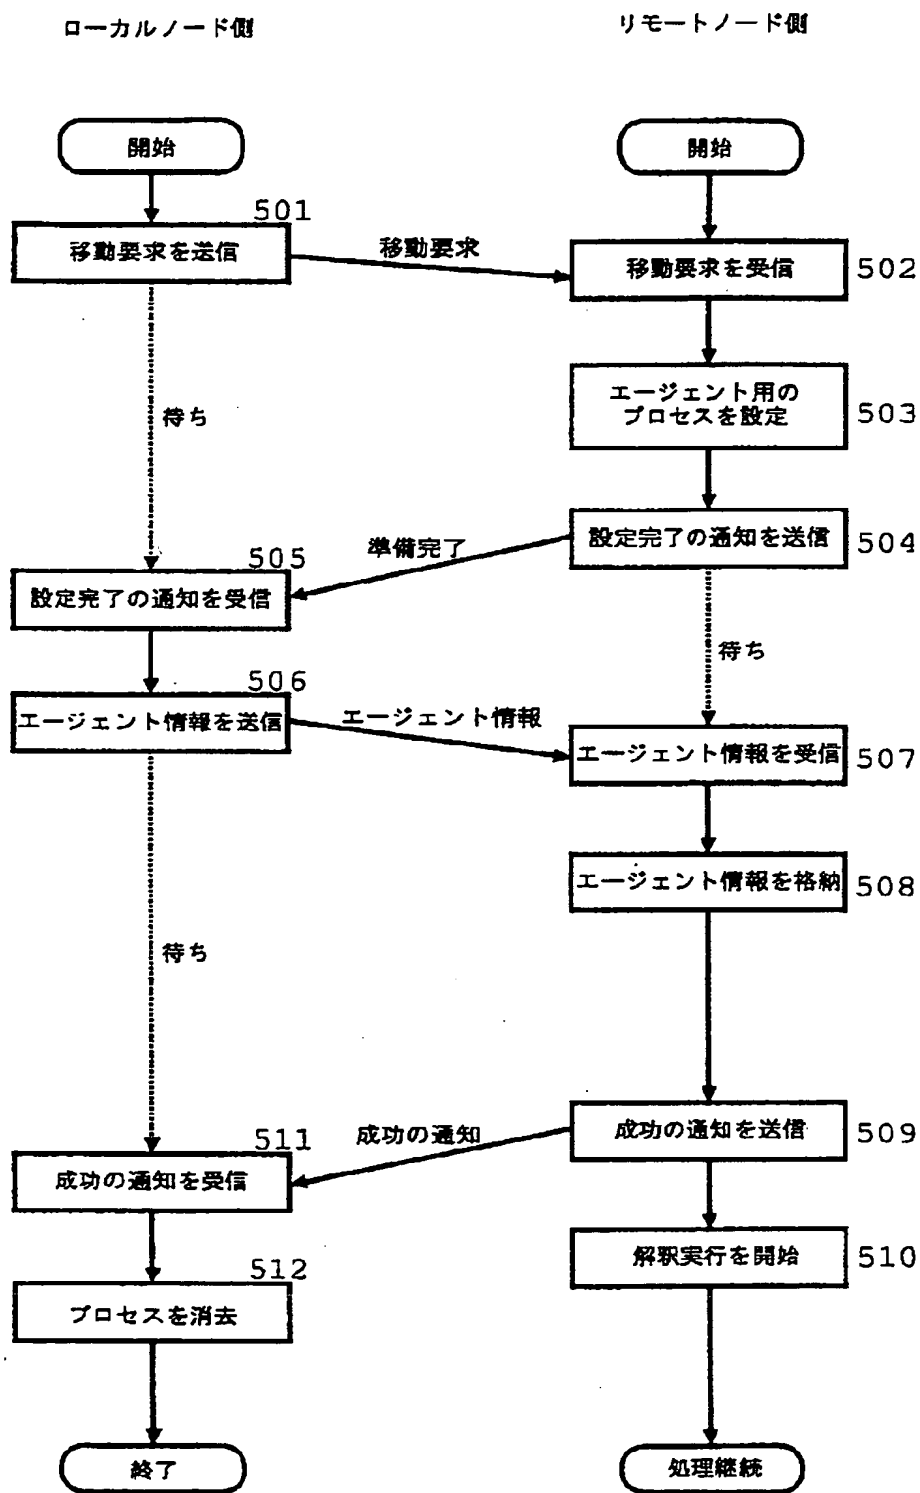 ローカルノード側
リモートノード側
開始
開始
501
移動要求を送信
移動要求
移動要求を受信
502
エージェント用の
プロセスを設定
503
待ち
設定完了の通知を送信
504
準備完了
505
設定完了の通知を受信
待ち
506
エージェント情報を送信
エージェント情報
エージェント情報を受信
507
エージェント情報を格納
508
待ち
成功の通知を送信
509
成功の通知
511
成功の通知を受信
解釈実行を開始
510
512
プロセスを消去
終了
処理継続